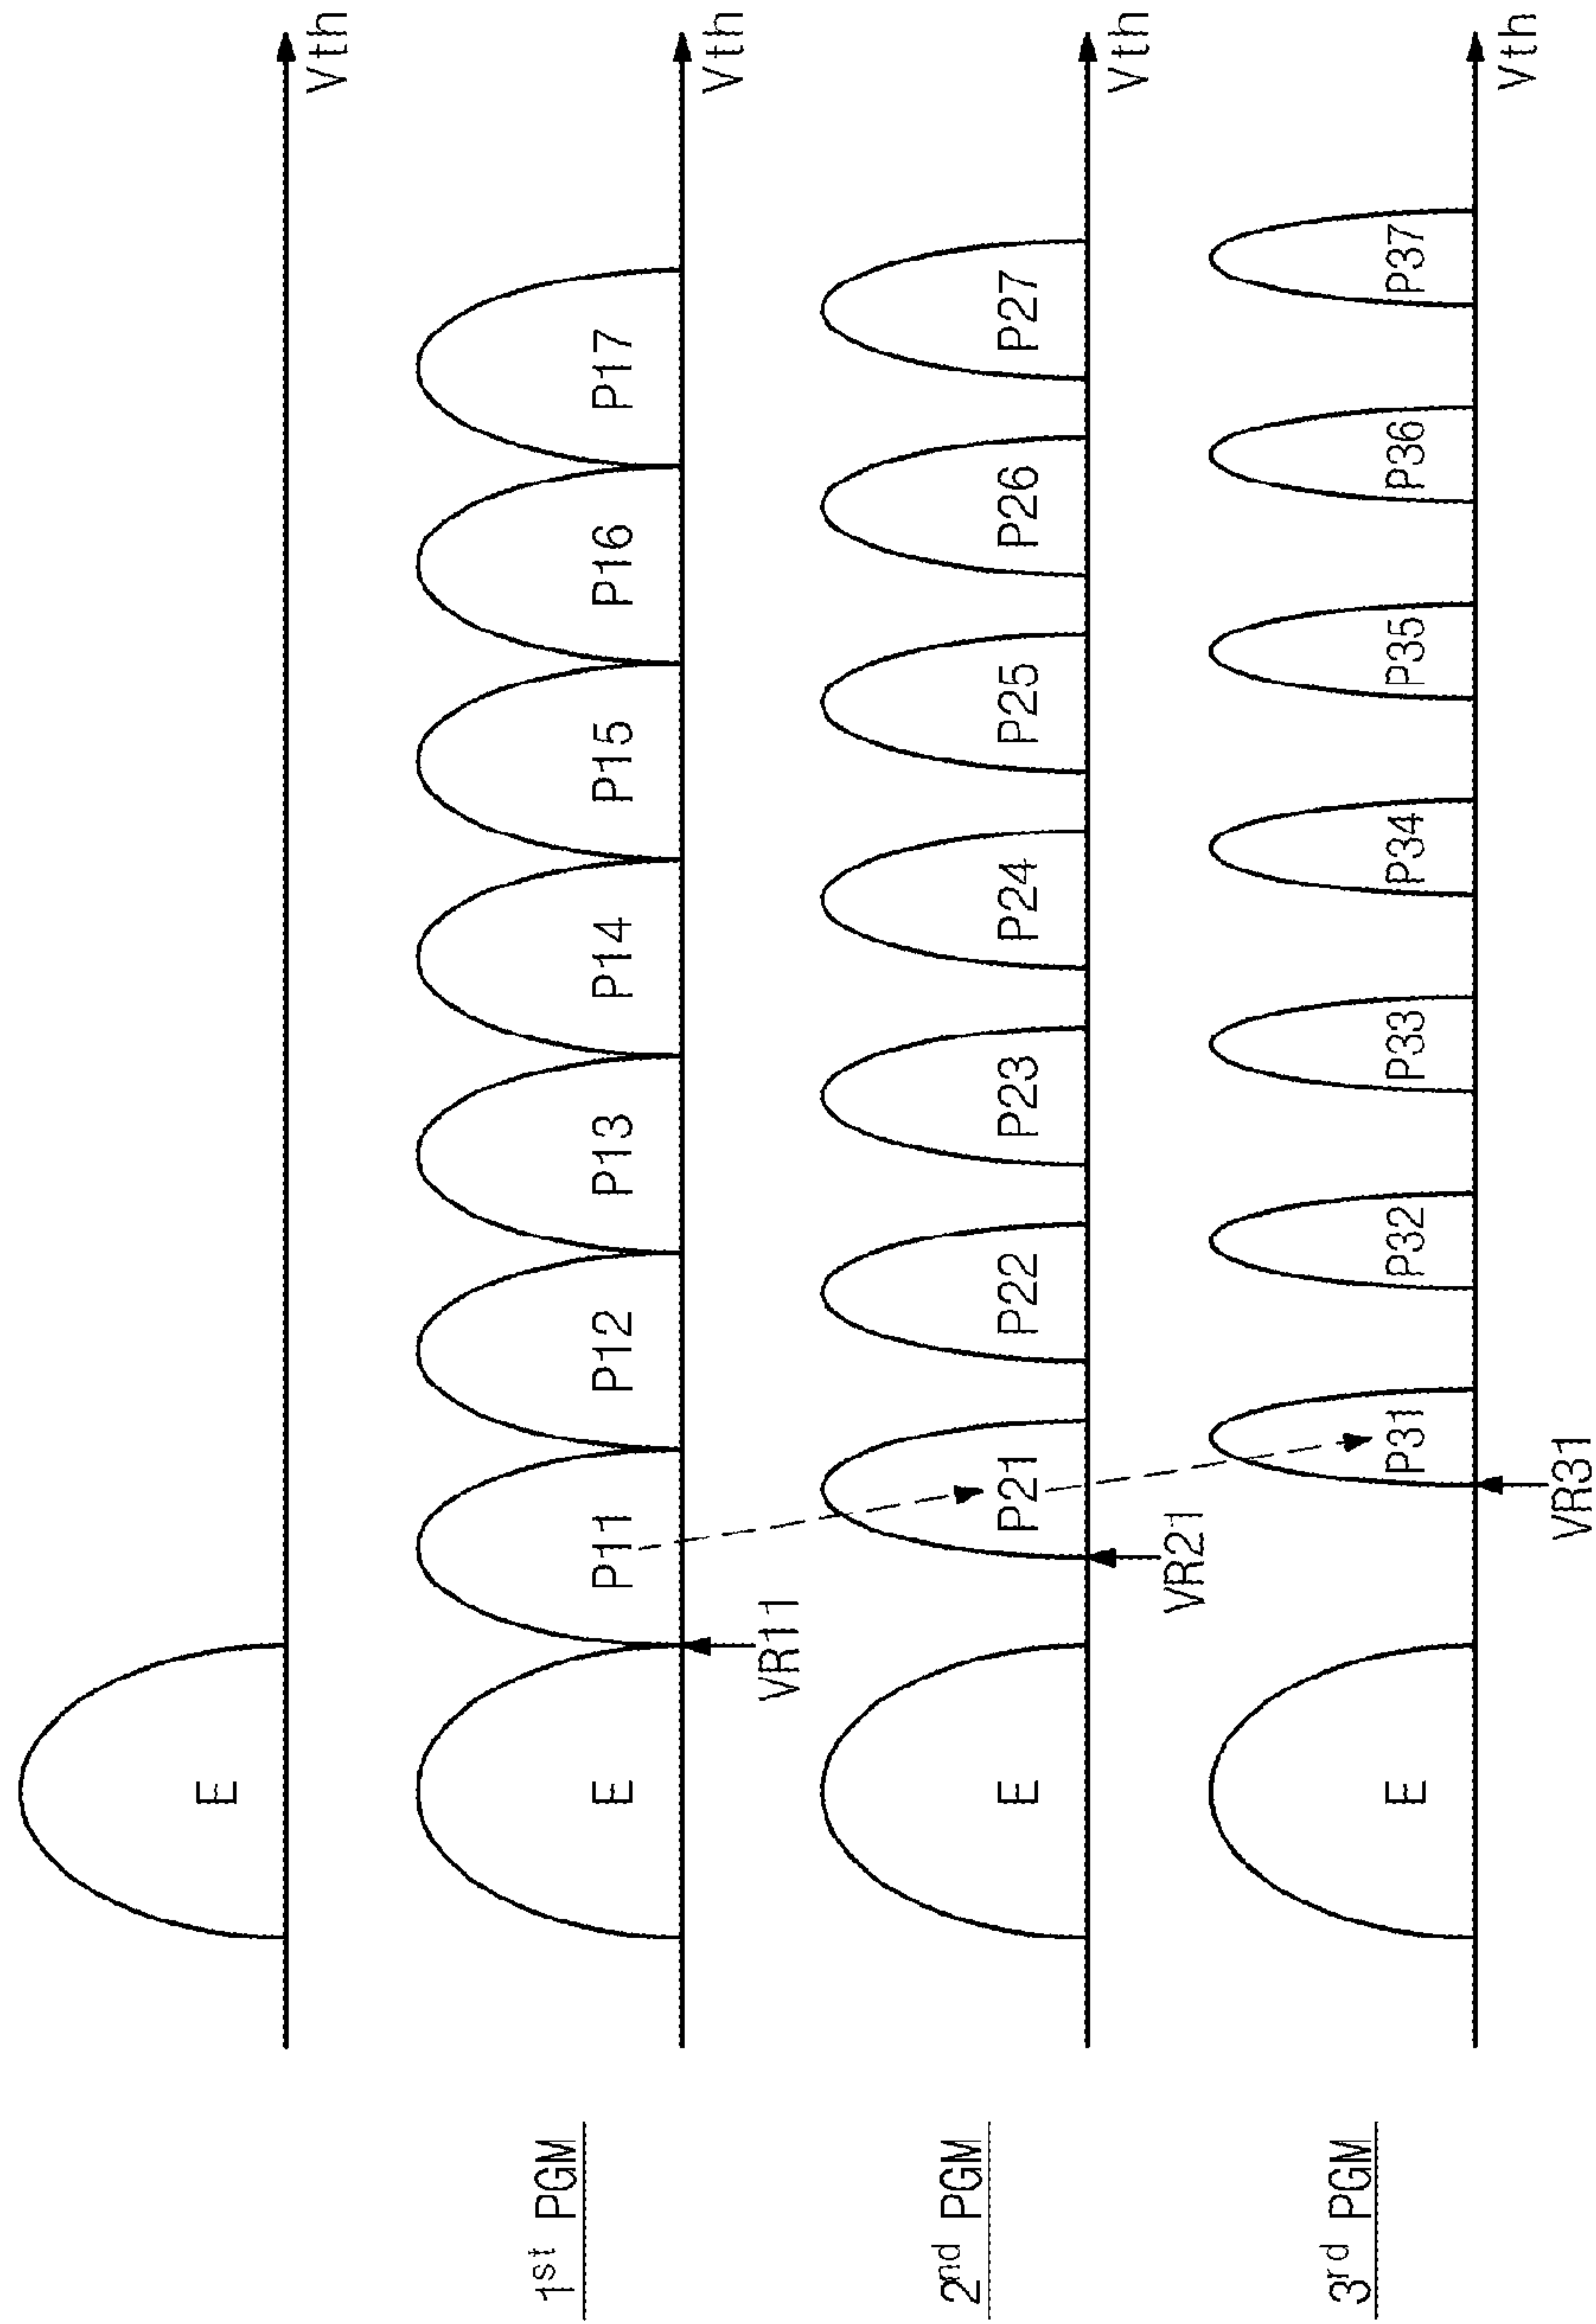 E
Vth
1st PGM
E P11 P12 P13 P14 P15 P16 P17
Vth
VR11
2nd PGM
E P21 P22 P23 P24 P25 P26 P27
Vth
VR21
3rd PGM
E P31 P32 P33 P34 P35 P36 P37
Vth
VR31